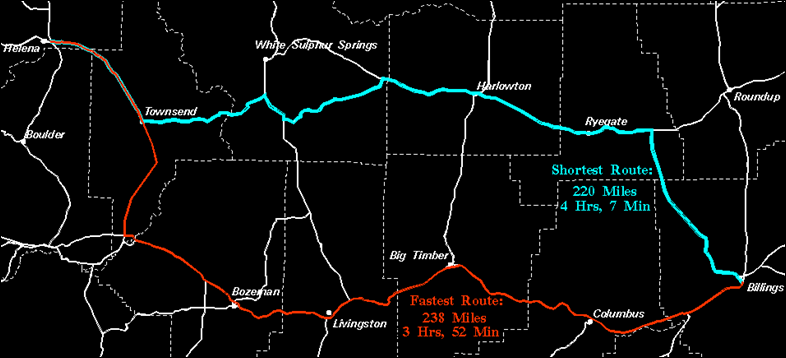 Helena
White Sulphur Springs
Harlowton
Roundup
Townsend
Ryegate
Boulder
Shortest Route:
220 Miles
4 Hrs, 7 Min
Big Timber
Billings
Bozeman
Fastest Route:
238 Miles
3 Hrs, 52 Min
Livingston
Columbus